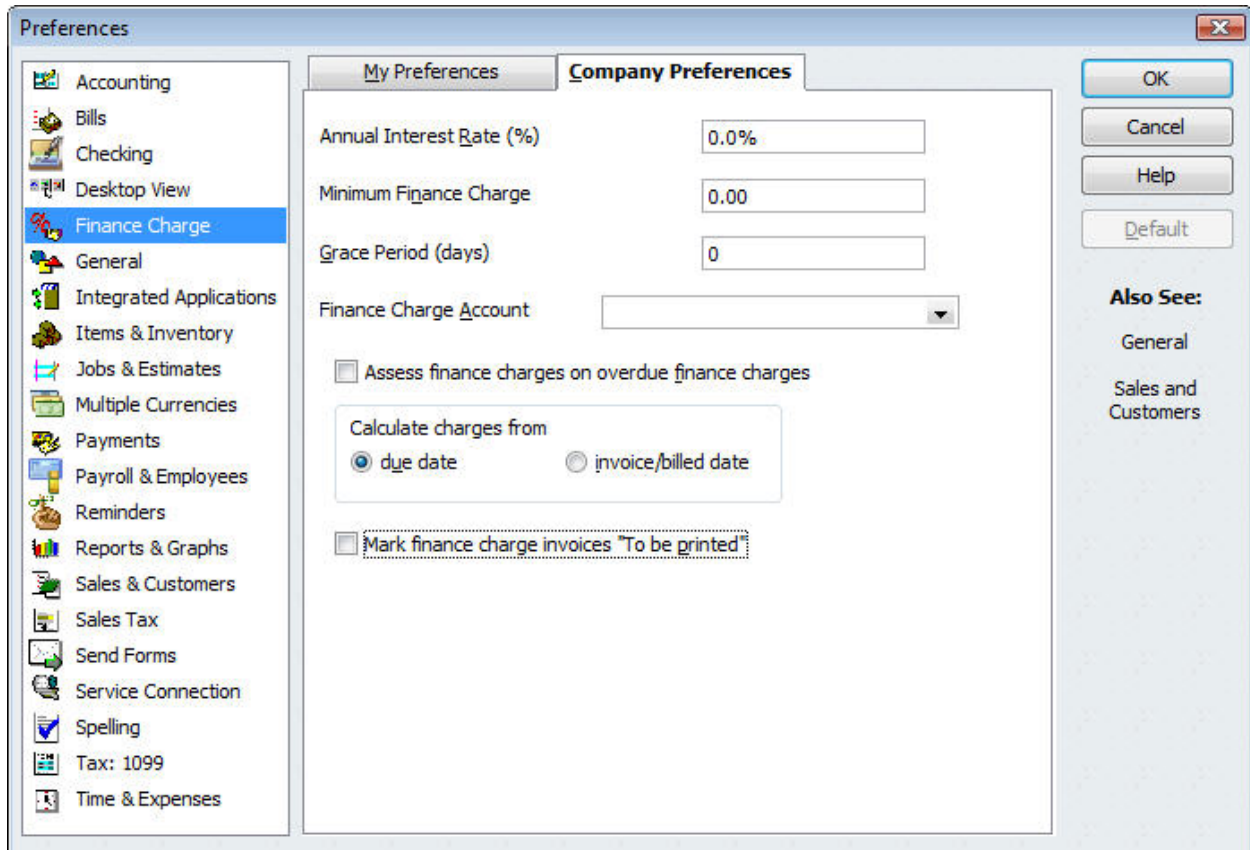 Preferences
Accounting
Bills
Checking
Desktop View
Finance Charge
General
Integrated Applications
Items & Inventory
Jobs & Estimates
Multiple Currencies
Payments
Payroll & Employees
Reminders
Reports & Graphs
Sales & Customers
Sales Tax
Send Forms
Service Connection
Spelling
Tax: 1099
Time & Expenses
My Preferences
Company Preferences
Annual Interest Rate (%)
0.0%
Minimum Finance Charge
0.00
Grace Period (days)
0
Finance Charge Account
Assess finance charges on overdue finance charges
Calculate charges from
due date
invoice/billed date
Mark finance charge invoices "To be printed"
OK
Cancel
Help
Default
Also See:
General
Sales and
Customers